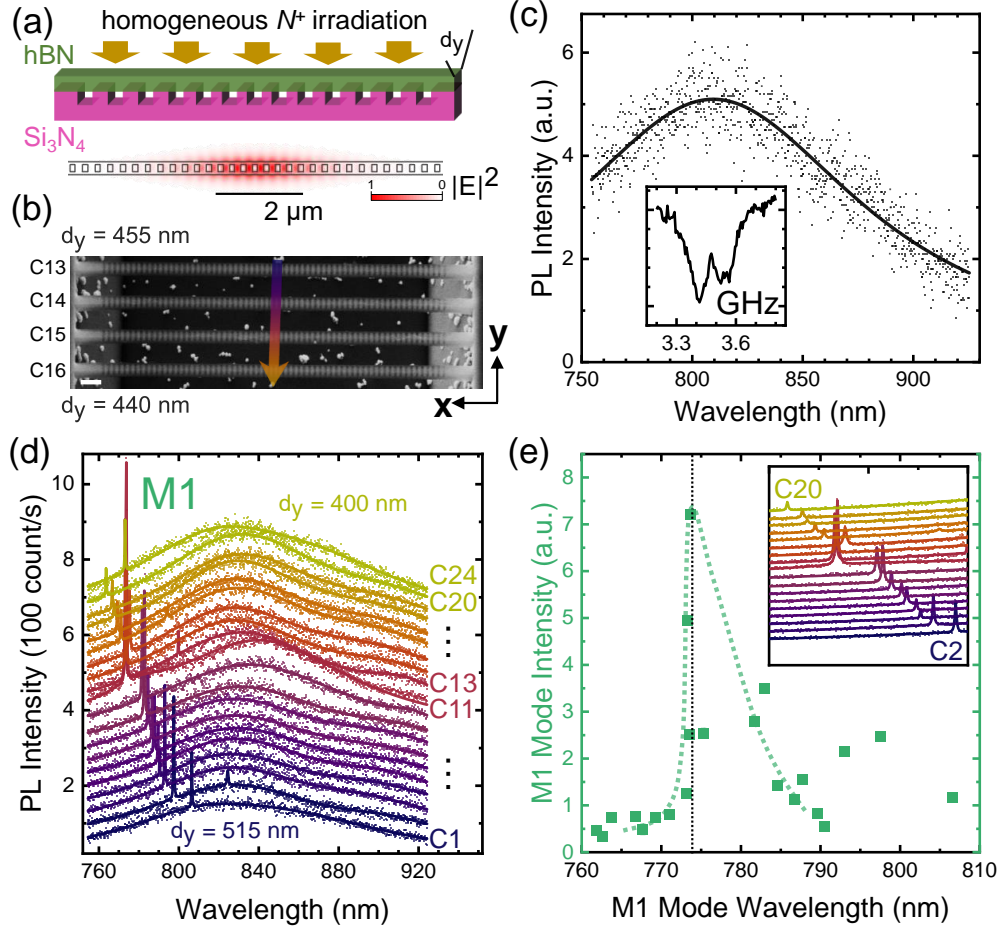 (a)
homogeneous N⁺ irradiation
hBN
dy
Si₃N₄
1 0 |E|²
2 µm
(b)
dy = 455 nm
C13
C14
C15
C16
dy = 440 nm
y
x
(c)
PL Intensity (a.u.)
6
4
2
0
GHz
3.3 3.6
750 800 850 900
Wavelength (nm)
(d)
M1
PL Intensity (100 count/s)
10
8
6
4
2
dy = 400 nm
C24
C20
⋮
C13
C11
⋮
C1
dy = 515 nm
760 800 840 880 920
Wavelength (nm)
(e)
M1 Mode Intensity (a.u.)
8
7
6
5
4
3
2
1
0
C20
C2
760 770 780 790 800 810
M1 Mode Wavelength (nm)